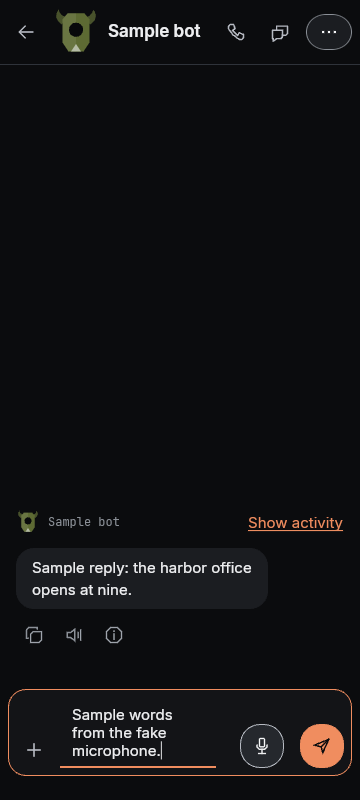 Sample bot
Sample bot
Show activity
Sample reply: the harbor office
opens at nine.
Sample words
from the fake
microphone.